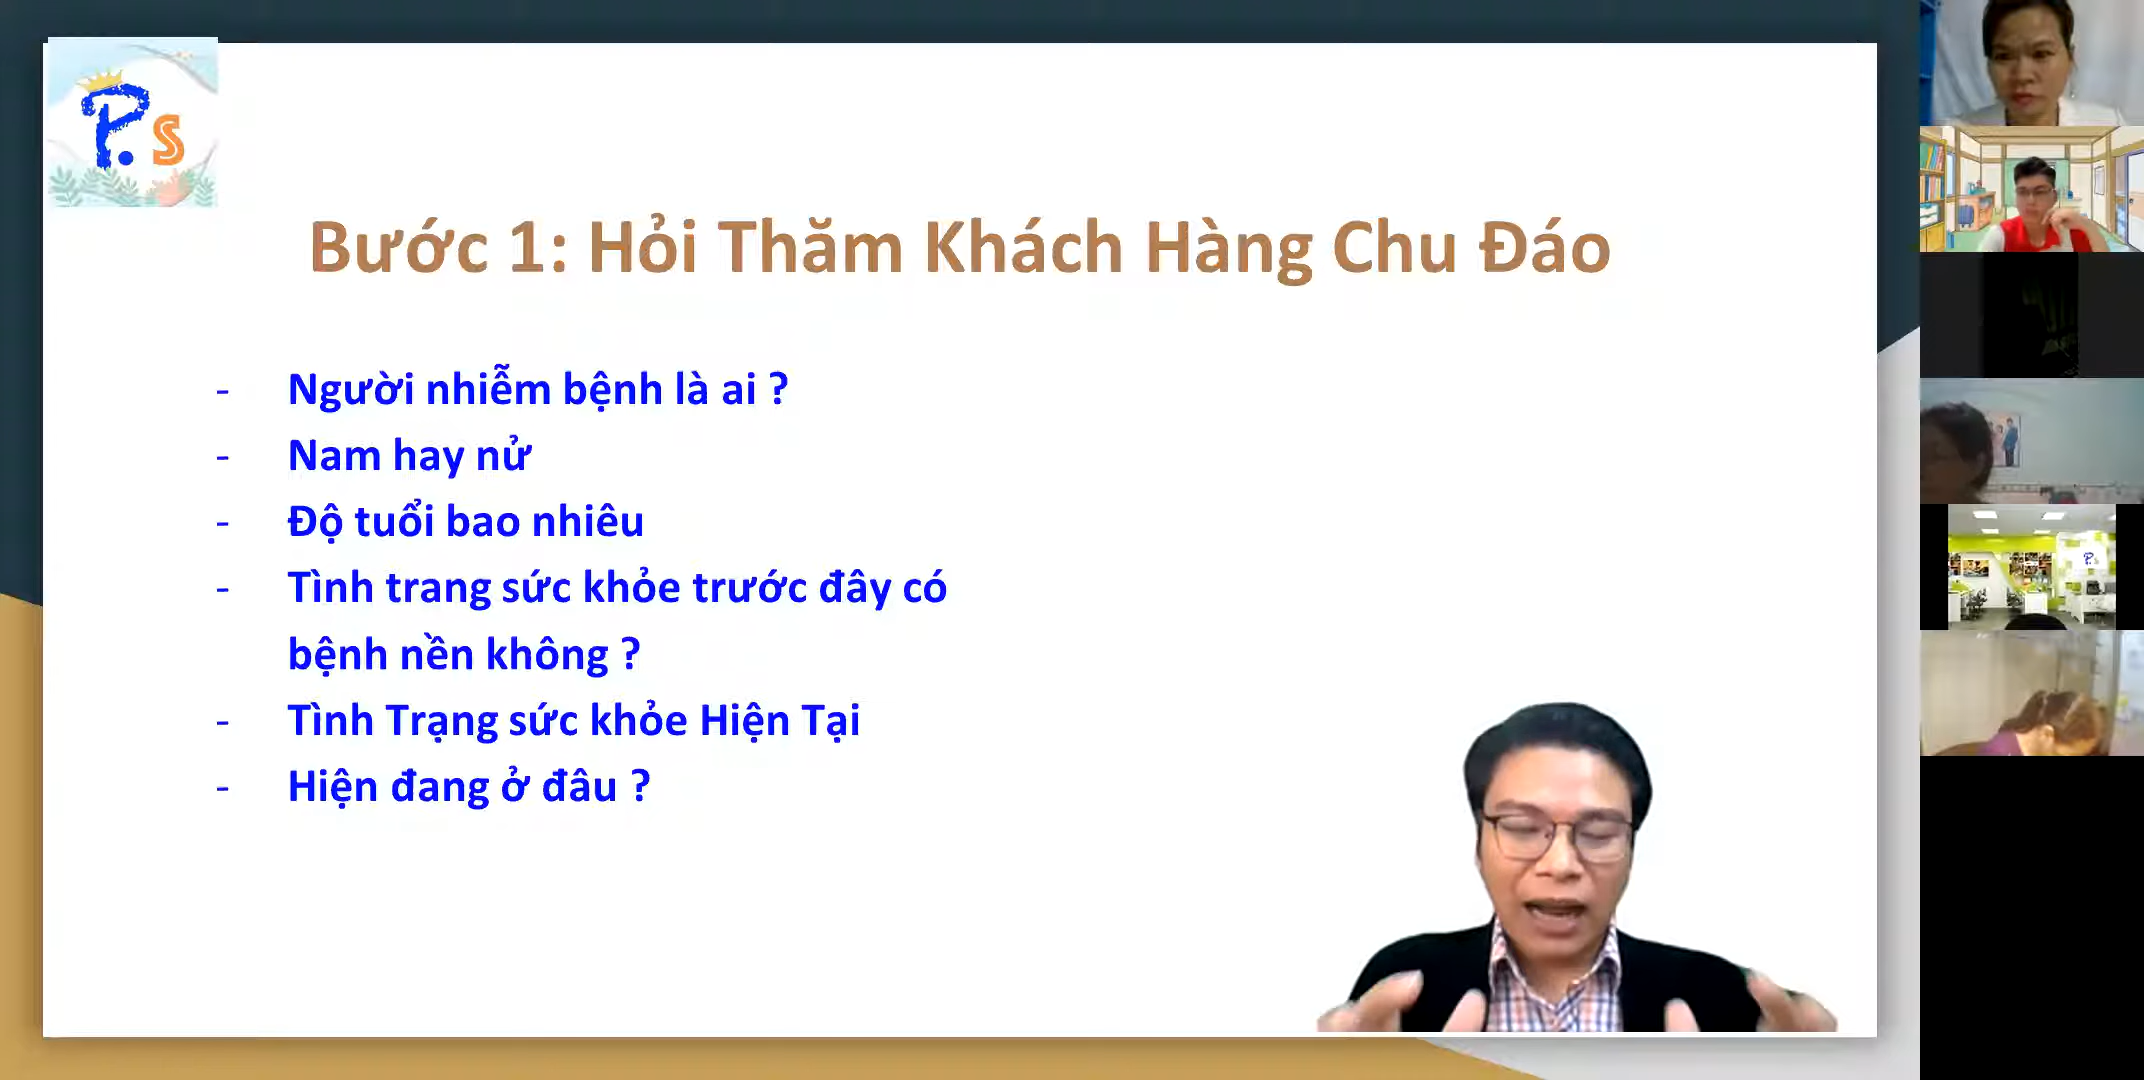 P.s
Bước 1: Hỏi Thăm Khách Hàng Chu Đáo
- Người nhiễm bệnh là ai ?
- Nam hay nử
- Độ tuổi bao nhiêu
- Tình trang sức khỏe trước đây có
bệnh nền không ?
- Tình Trạng sức khỏe Hiện Tại
- Hiện đang ở đâu ?
P.s